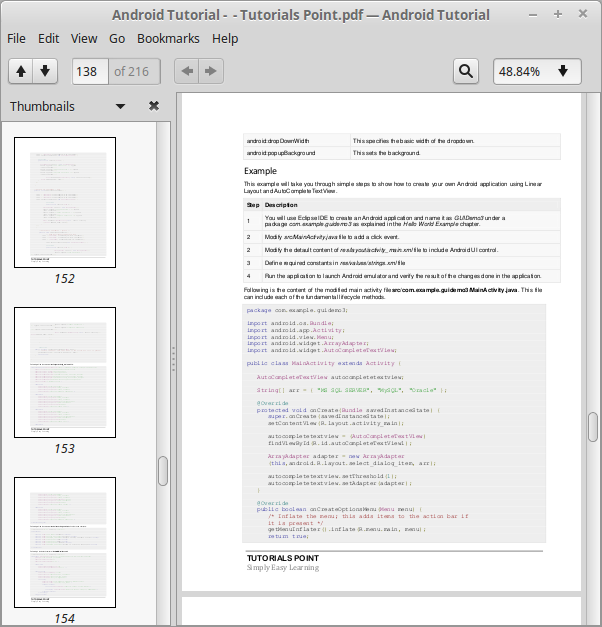 Android Tutorial - - Tutorials Point.pdf — Android Tutorial
File Edit View Go Bookmarks Help
138 of 216 48.84%
Thumbnails
152
153
154
android:dropDownWidth This specifies the basic width of the dropdown.
android:popupBackground This sets the background.
Example
This example will take you through simple steps to show how to create your own Android application using Linear
Layout and AutoCompleteTextView.
Step Description
1 You will use Eclipse IDE to create an Android application and name it as GUIDemo3 under a
package com.example.guidemo3 as explained in the Hello World Example chapter.
2 Modify src/MainActivity.java file to add a click event.
2 Modify the default content of res/layout/activity_main.xml file to include Android UI control.
3 Define required constants in res/values/strings.xml file
4 Run the application to launch Android emulator and verify the result of the changes done in the application.
Following is the content of the modified main activity file src/com.example.guidemo3/MainActivity.java. This file
can include each of the fundamental lifecycle methods.
package com.example.guidemo3;
import android.os.Bundle;
import android.app.Activity;
import android.view.Menu;
import android.widget.ArrayAdapter;
import android.widget.AutoCompleteTextView;
public class MainActivity extends Activity {
AutoCompleteTextView autocompletetextview;
String[] arr = { "MS SQL SERVER", "MySQL", "Oracle" };
@Override
protected void onCreate(Bundle savedInstanceState) {
super.onCreate(savedInstanceState);
setContentView(R.layout.activity_main);
autocompletetextview = (AutoCompleteTextView)
findViewById(R.id.autoCompleteTextView1);
ArrayAdapter adapter = new ArrayAdapter
(this,android.R.layout.select_dialog_item, arr);
autocompletetextview.setThreshold(1);
autocompletetextview.setAdapter(adapter);
}
@Override
public boolean onCreateOptionsMenu(Menu menu) {
/* Inflate the menu; this adds items to the action bar if
it is present */
getMenuInflater().inflate(R.menu.main, menu);
return true;
TUTORIALS POINT
Simply Easy Learning